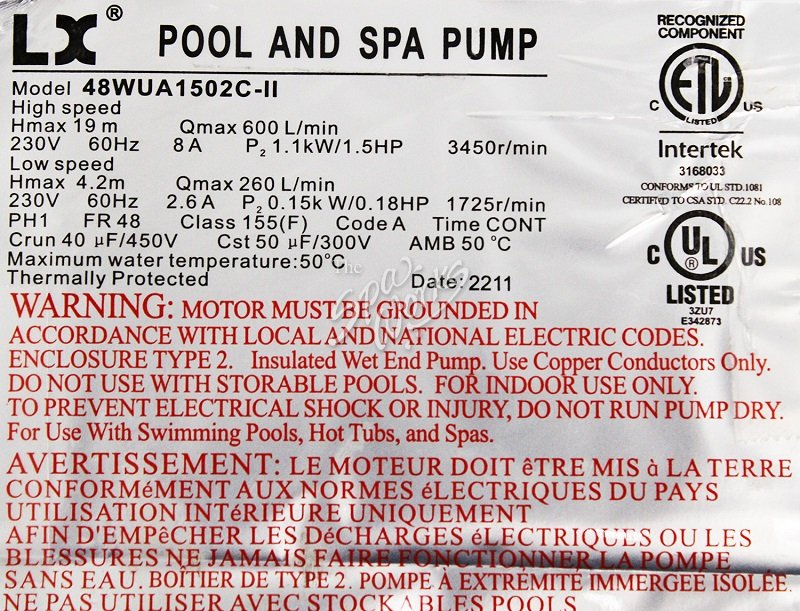 LX® POOL AND SPA PUMP
Model 48WUA1502C-II
High speed
Hmax 19 m Qmax 600 L/min
230V 60Hz 8A P2 1.1kW/1.5HP 3450r/min
Low speed
Hmax 4.2m Qmax 260 L/min
230V 60Hz 2.6A P2 0.15kW/0.18HP 1725r/min
PH1 FR 48 Class 155(F) Code A Time CONT
Crun 40 μF/450V Cst 50 μF/300V AMB 50℃
Maximum water temperature:50℃
Thermally Protected Date: 2211
The
Spa
Works
RECOGNIZED
COMPONENT
C ETL US
LISTED
Intertek
3168033
CONFORMS TO UL STD.1081
CERTIFIED TO CSA STD. C22.2 No.108
C UL® US
LISTED
3ZU7
E342873
WARNING: MOTOR MUST BE GROUNDED IN
ACCORDANCE WITH LOCAL AND NATIONAL ELECTRIC CODES.
ENCLOSURE TYPE 2. Insulated Wet End Pump. Use Copper Conductors Only.
DO NOT USE WITH STORABLE POOLS. FOR INDOOR USE ONLY.
TO PREVENT ELECTRICAL SHOCK OR INJURY, DO NOT RUN PUMP DRY.
For Use With Swimming Pools, Hot Tubs, and Spas.
AVERTISSEMENT: LE MOTEUR DOIT êTRE MIS à LA TERRE
CONFORMéMENT AUX NORMES éLECTRIQUES DU PAYS
UTILISATION INTéRIEURE UNIQUEMENT
AFIN D'EMPêCHER LES DéCHARGES éLECTRIQUES OU LES
BLESSURES NE JAMAIS FAIRE FONCTIONNER LA POMPE
SANS EAU. BOÎTIER DE TYPE 2. POMPE À EXTRÉMITÉ IMMERGÉE ISOLÉE.
NE PAS UTILISER AVEC STOCKABLES POOLS